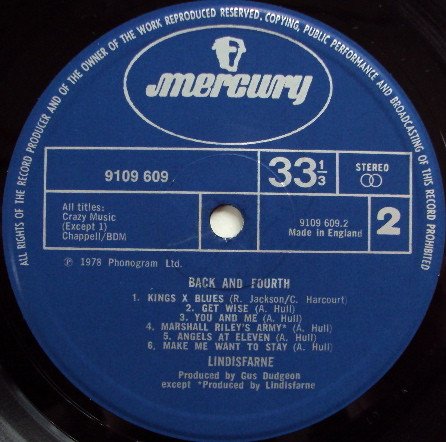 ALL RIGHTS OF THE RECORD PRODUCER AND OF THE OWNER OF THE WORK REPRODUCED RESERVED. COPYING, PUBLIC PERFORMANCE AND BROADCASTING OF THIS RECORD PROHIBITED
mercury
9109 609
33 1/3
STEREO
All titles:
Crazy Music
(Except 1)
Chappell/BDM
9109 609.2
Made in England
2
℗ 1978 Phonogram Ltd.
BACK AND FOURTH
1. KINGS X BLUES (R. Jackson/C. Harcourt)
2. GET WISE (A. Hull)
3. YOU AND ME (A. Hull)
4. MARSHALL RILEY'S ARMY* (A. Hull)
5. ANGELS AT ELEVEN (A. Hull)
6. MAKE ME WANT TO STAY (A. Hull)
LINDISFARNE
Produced by Gus Dudgeon
except *Produced by Lindisfarne